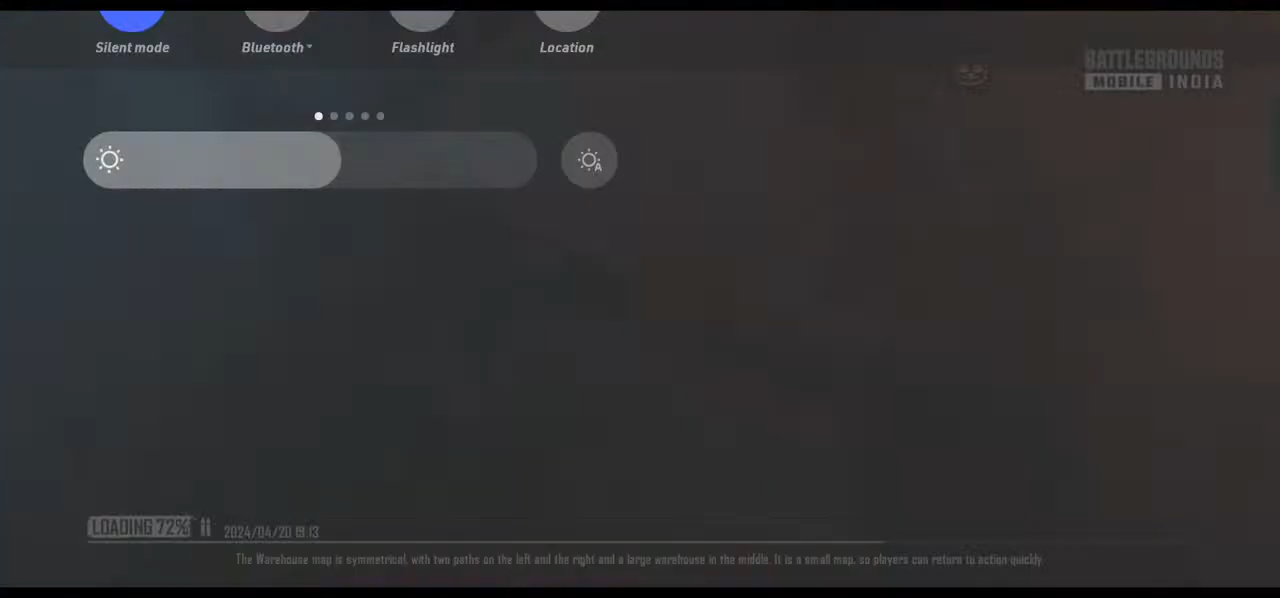 Silent mode
Bluetooth
Flashlight
Location
BATTLEGROUNDS
MOBILE INDIA
A
LOADING 72%
2024/04/20 19:13
The Warehouse map is symmetrical, with two paths on the left and the right and a large warehouse in the middle. It is a small map, so players can return to action quickly.